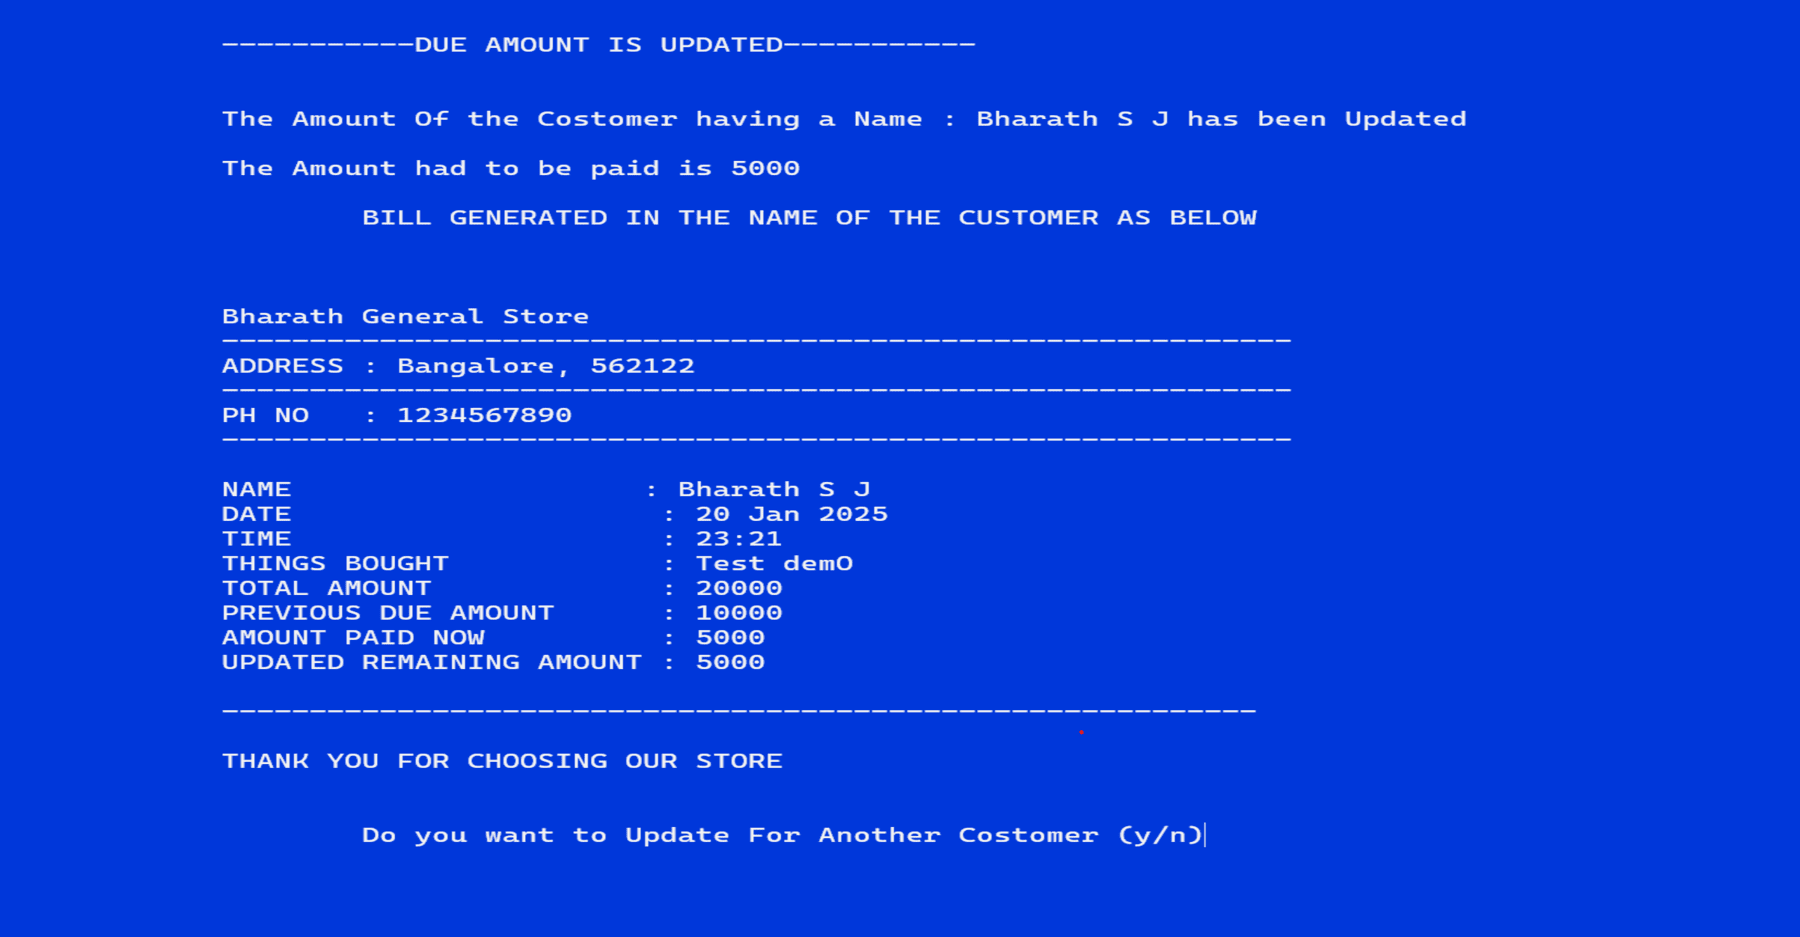 -----------DUE AMOUNT IS UPDATED-----------
The Amount Of the Costomer having a Name : Bharath S J has been Updated
The Amount had to be paid is 5000
BILL GENERATED IN THE NAME OF THE CUSTOMER AS BELOW
Bharath General Store
-------------------------------------------------------------
ADDRESS : Bangalore, 562122
-------------------------------------------------------------
PH NO   : 1234567890
-------------------------------------------------------------
NAME                    : Bharath S J
DATE                     : 20 Jan 2025
TIME                     : 23:21
THINGS BOUGHT            : Test demO
TOTAL AMOUNT             : 20000
PREVIOUS DUE AMOUNT      : 10000
AMOUNT PAID NOW          : 5000
UPDATED REMAINING AMOUNT : 5000
-----------------------------------------------------------
THANK YOU FOR CHOOSING OUR STORE
Do you want to Update For Another Costomer (y/n)